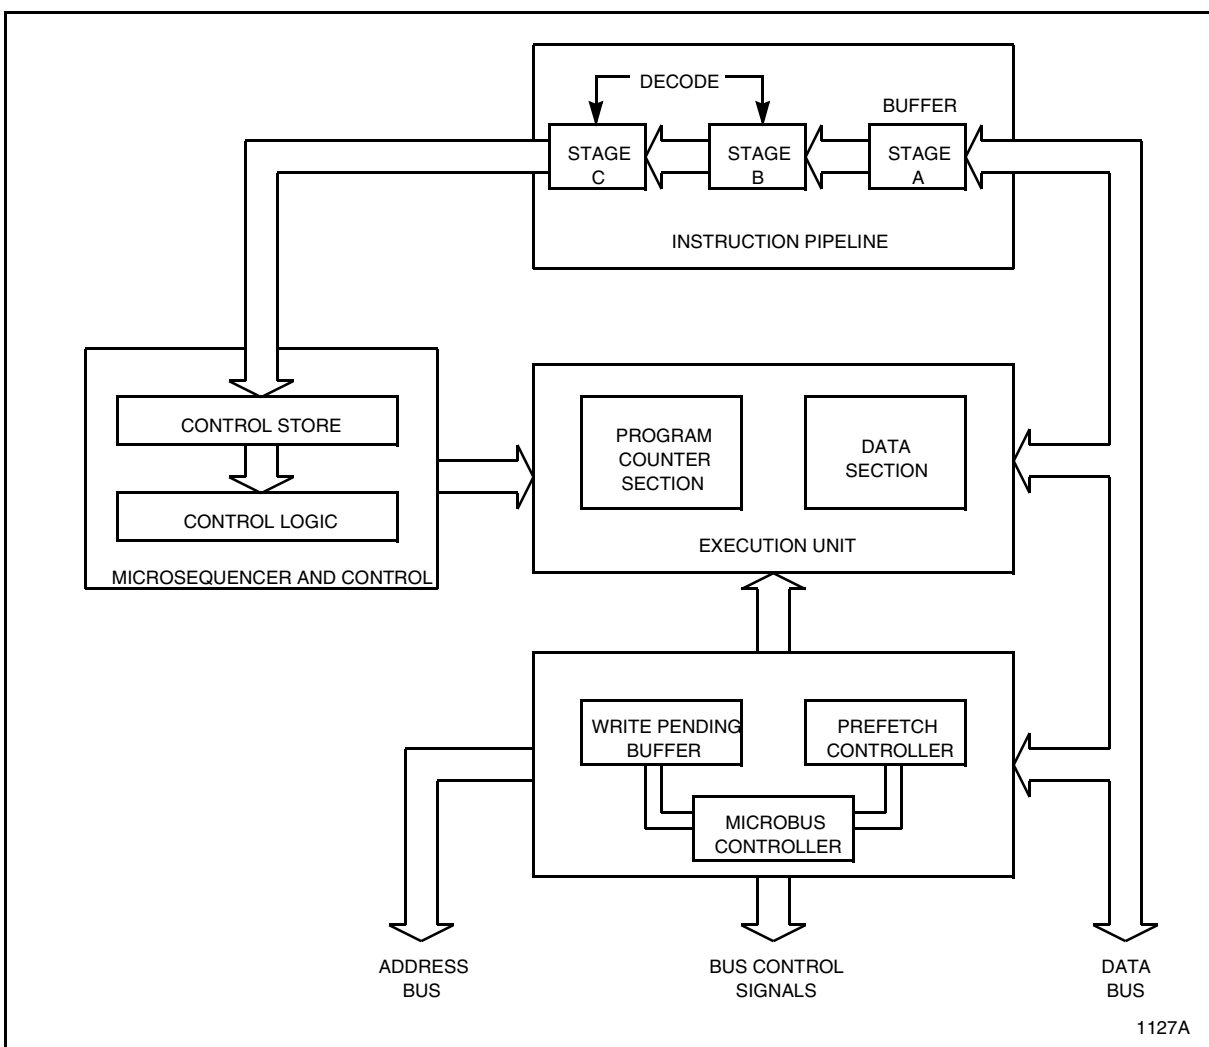 DECODE
BUFFER
STAGE
C
STAGE
B
STAGE
A
INSTRUCTION PIPELINE
CONTROL STORE
CONTROL LOGIC
MICROSEQUENCER AND CONTROL
PROGRAM
COUNTER
SECTION
DATA
SECTION
EXECUTION UNIT
WRITE PENDING
BUFFER
PREFETCH
CONTROLLER
MICROBUS
CONTROLLER
ADDRESS
BUS
BUS CONTROL
SIGNALS
DATA
BUS
1127A